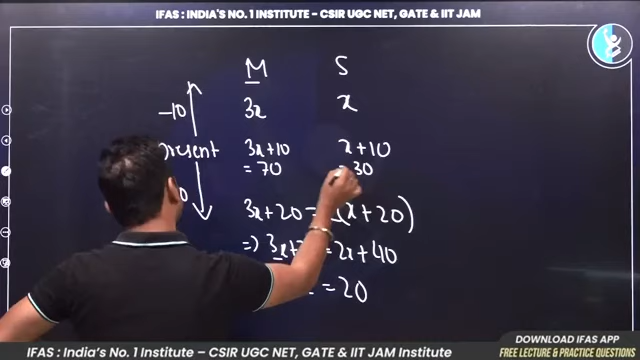 IFAS : INDIA'S NO. 1 INSTITUTE – CSIR UGC NET, GATE & IIT JAM
M S
-10 3x x
present 3x+10 x+10
= 70 = 30
3x+20 = (x+20)
=) 3x+ = 2x+40
= 20
DOWNLOAD IFAS APP
IFAS : India's No. 1 Institute – CSIR UGC NET, GATE & IIT JAM Institute
FREE LECTURE & PRACTICE QUESTIONS